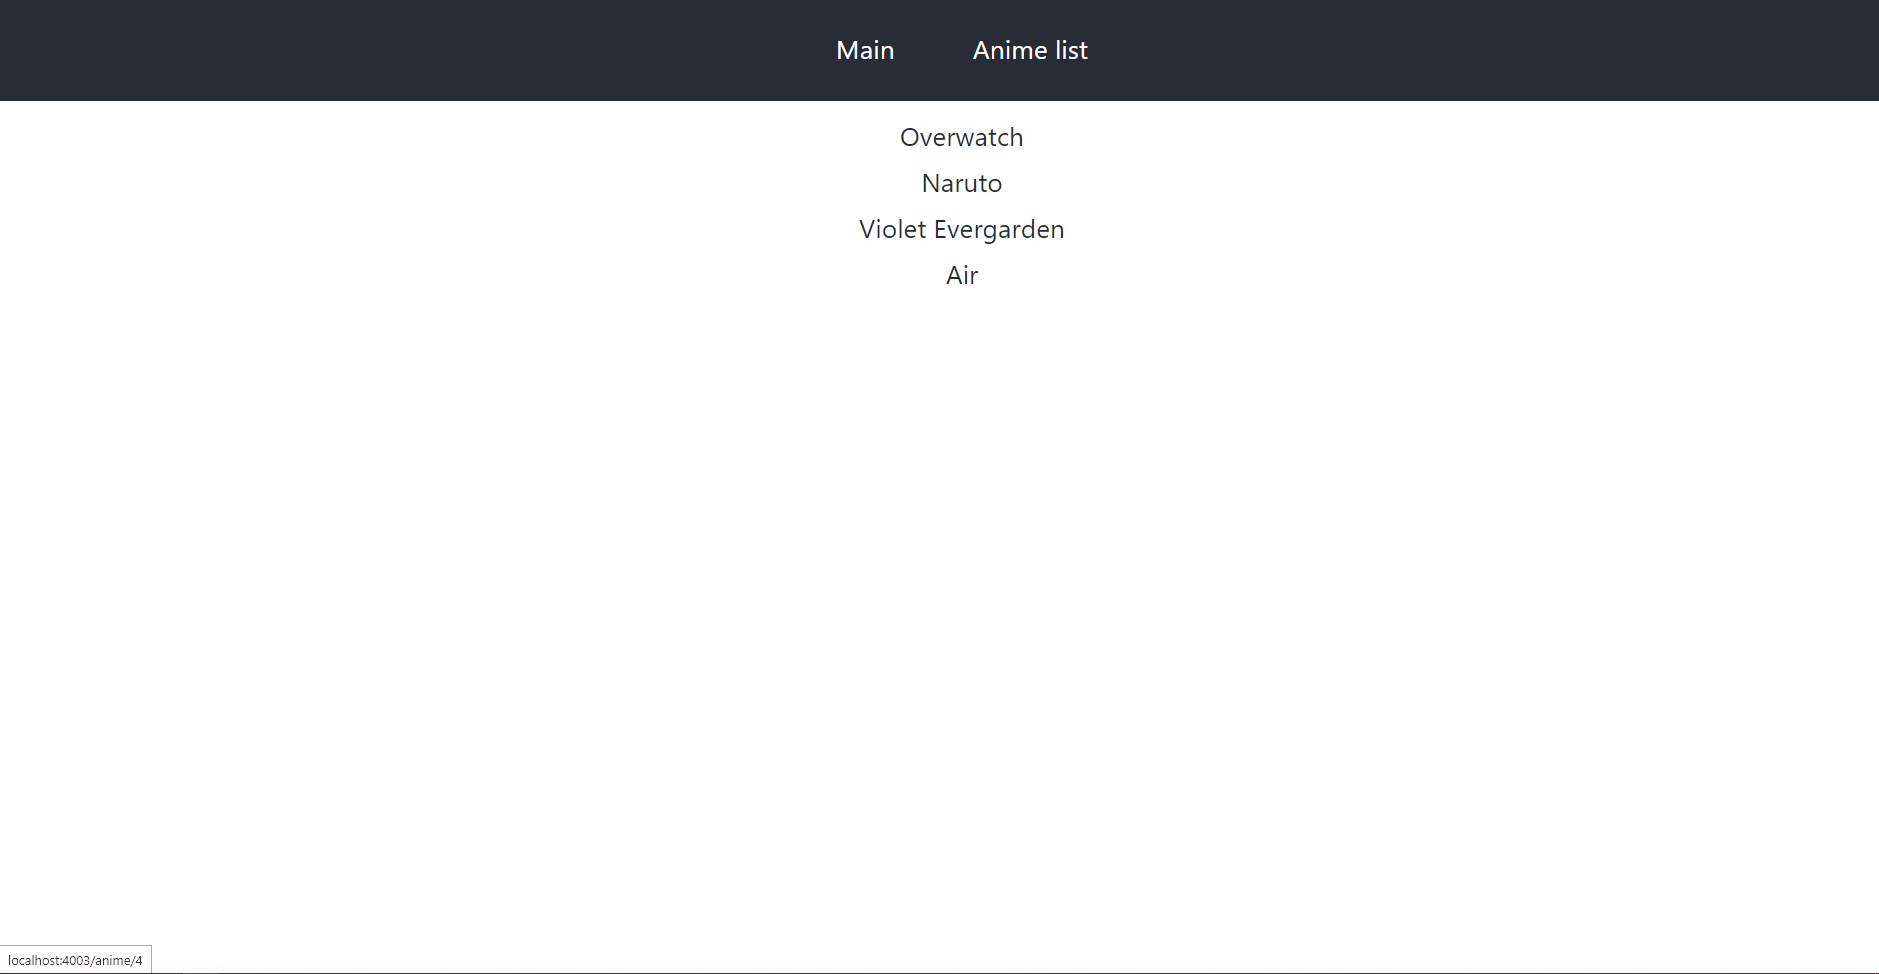 Main Anime list
Overwatch
Naruto
Violet Evergarden
Air
localhost:4003/anime/4